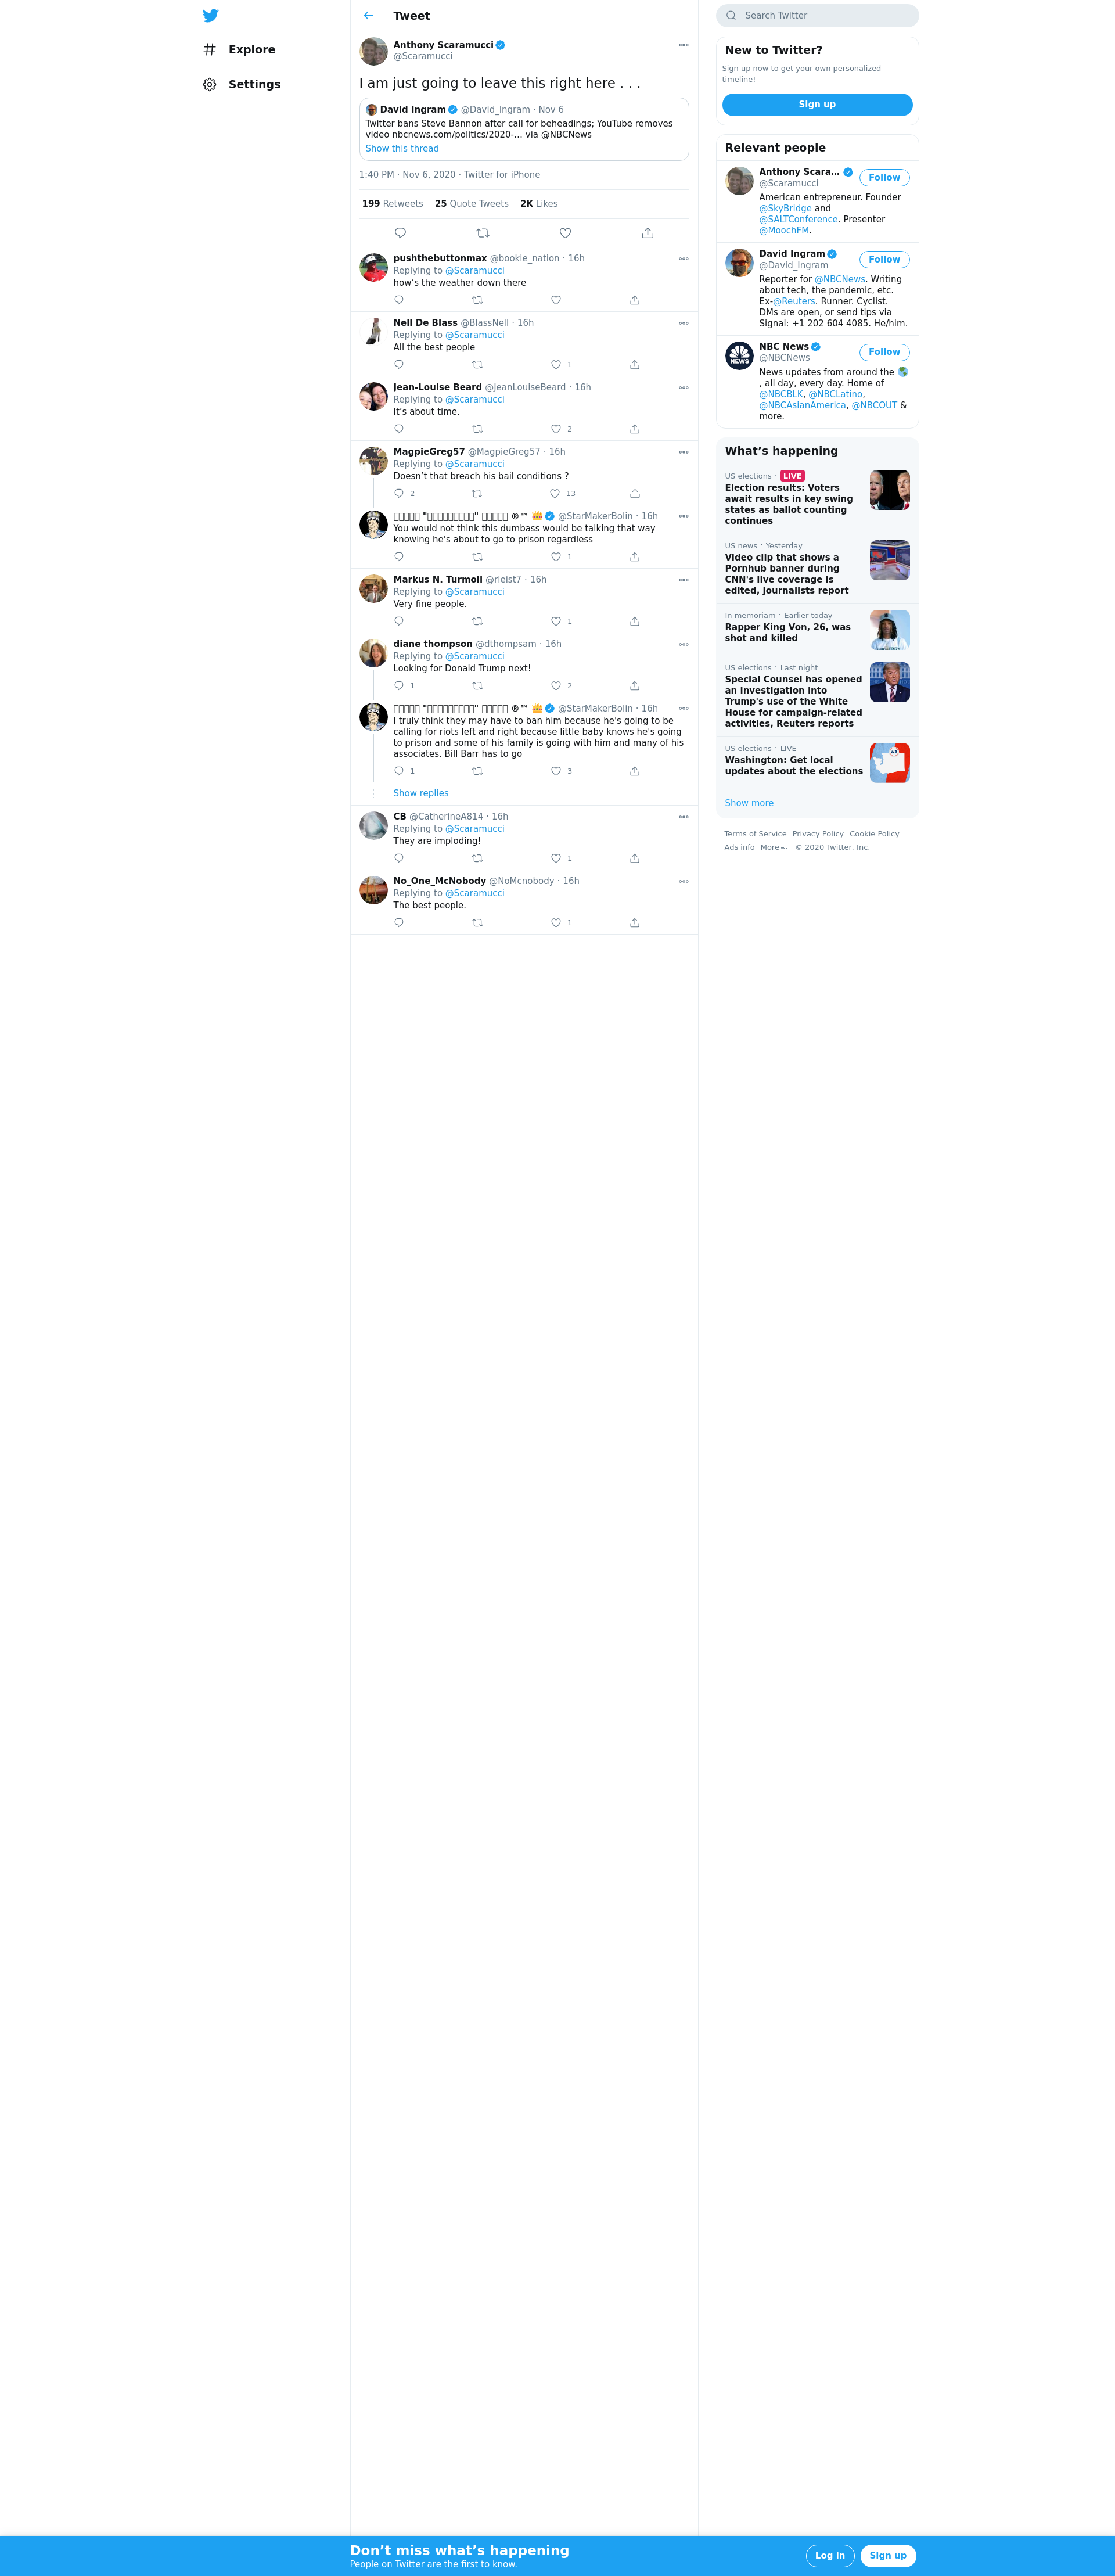 Explore
Settings
Tweet
Anthony Scaramucci
@Scaramucci
I am just going to leave this right here . . .
David Ingram @David_Ingram · Nov 6
Twitter bans Steve Bannon after call for beheadings; YouTube removes
video nbcnews.com/politics/2020-… via @NBCNews
Show this thread
1:40 PM · Nov 6, 2020 · Twitter for iPhone
199 Retweets 25 Quote Tweets 2K Likes
pushthebuttonmax @bookie_nation · 16h
Replying to @Scaramucci
how’s the weather down there
Nell De Blass @BlassNell · 16h
Replying to @Scaramucci
All the best people
1
Jean-Louise Beard @JeanLouiseBeard · 16h
Replying to @Scaramucci
It’s about time.
2
MagpieGreg57 @MagpieGreg57 · 16h
Replying to @Scaramucci
Doesn’t that breach his bail conditions ?
2 13
" " ®™ @StarMakerBolin · 16h
You would not think this dumbass would be talking that way
knowing he's about to go to prison regardless
1
Markus N. Turmoil @rleist7 · 16h
Replying to @Scaramucci
Very fine people.
1
diane thompson @dthompsam · 16h
Replying to @Scaramucci
Looking for Donald Trump next!
1 2
" " ®™ @StarMakerBolin · 16h
I truly think they may have to ban him because he's going to be
calling for riots left and right because little baby knows he's going
to prison and some of his family is going with him and many of his
associates. Bill Barr has to go
1 3
Show replies
CB @CatherineA814 · 16h
Replying to @Scaramucci
They are imploding!
1
No_One_McNobody @NoMcnobody · 16h
Replying to @Scaramucci
The best people.
1
Search Twitter
New to Twitter?
Sign up now to get your own personalized
timeline!
Sign up
Relevant people
Anthony Scara…
@Scaramucci
Follow
American entrepreneur. Founder
@SkyBridge and
@SALTConference. Presenter
@MoochFM.
David Ingram
@David_Ingram
Follow
Reporter for @NBCNews. Writing
about tech, the pandemic, etc.
Ex-@Reuters. Runner. Cyclist.
DMs are open, or send tips via
Signal: +1 202 604 4085. He/him.
NEWS
NBC News
@NBCNews
Follow
News updates from around the 🌎
, all day, every day. Home of
@NBCBLK, @NBCLatino,
@NBCAsianAmerica, @NBCOUT &
more.
What’s happening
US elections · LIVE
Election results: Voters
await results in key swing
states as ballot counting
continues
US news · Yesterday
Video clip that shows a
Pornhub banner during
CNN's live coverage is
edited, journalists report
In memoriam · Earlier today
Rapper King Von, 26, was
shot and killed
US elections · Last night
Special Counsel has opened
an investigation into
Trump's use of the White
House for campaign-related
activities, Reuters reports
US elections · LIVE
Washington: Get local
updates about the elections
Show more
Terms of Service Privacy Policy Cookie Policy
Ads info More © 2020 Twitter, Inc.
Don’t miss what’s happening
People on Twitter are the first to know.
Log in
Sign up